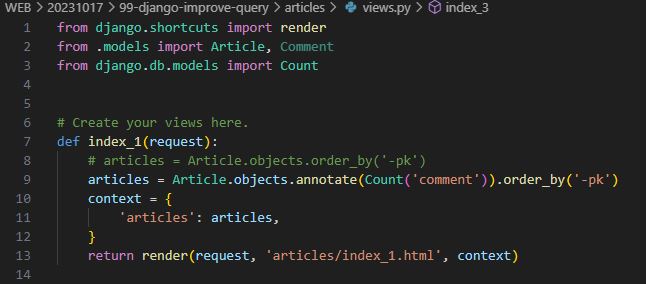 WEB > 20231017 > 99-django-improve-query > articles > views.py > index_3
1 from django.shortcuts import render
2 from .models import Article, Comment
3 from django.db.models import Count
4
5
6 # Create your views here.
7 def index_1(request):
8     # articles = Article.objects.order_by('-pk')
9     articles = Article.objects.annotate(Count('comment')).order_by('-pk')
10     context = {
11         'articles': articles,
12     }
13     return render(request, 'articles/index_1.html', context)
14